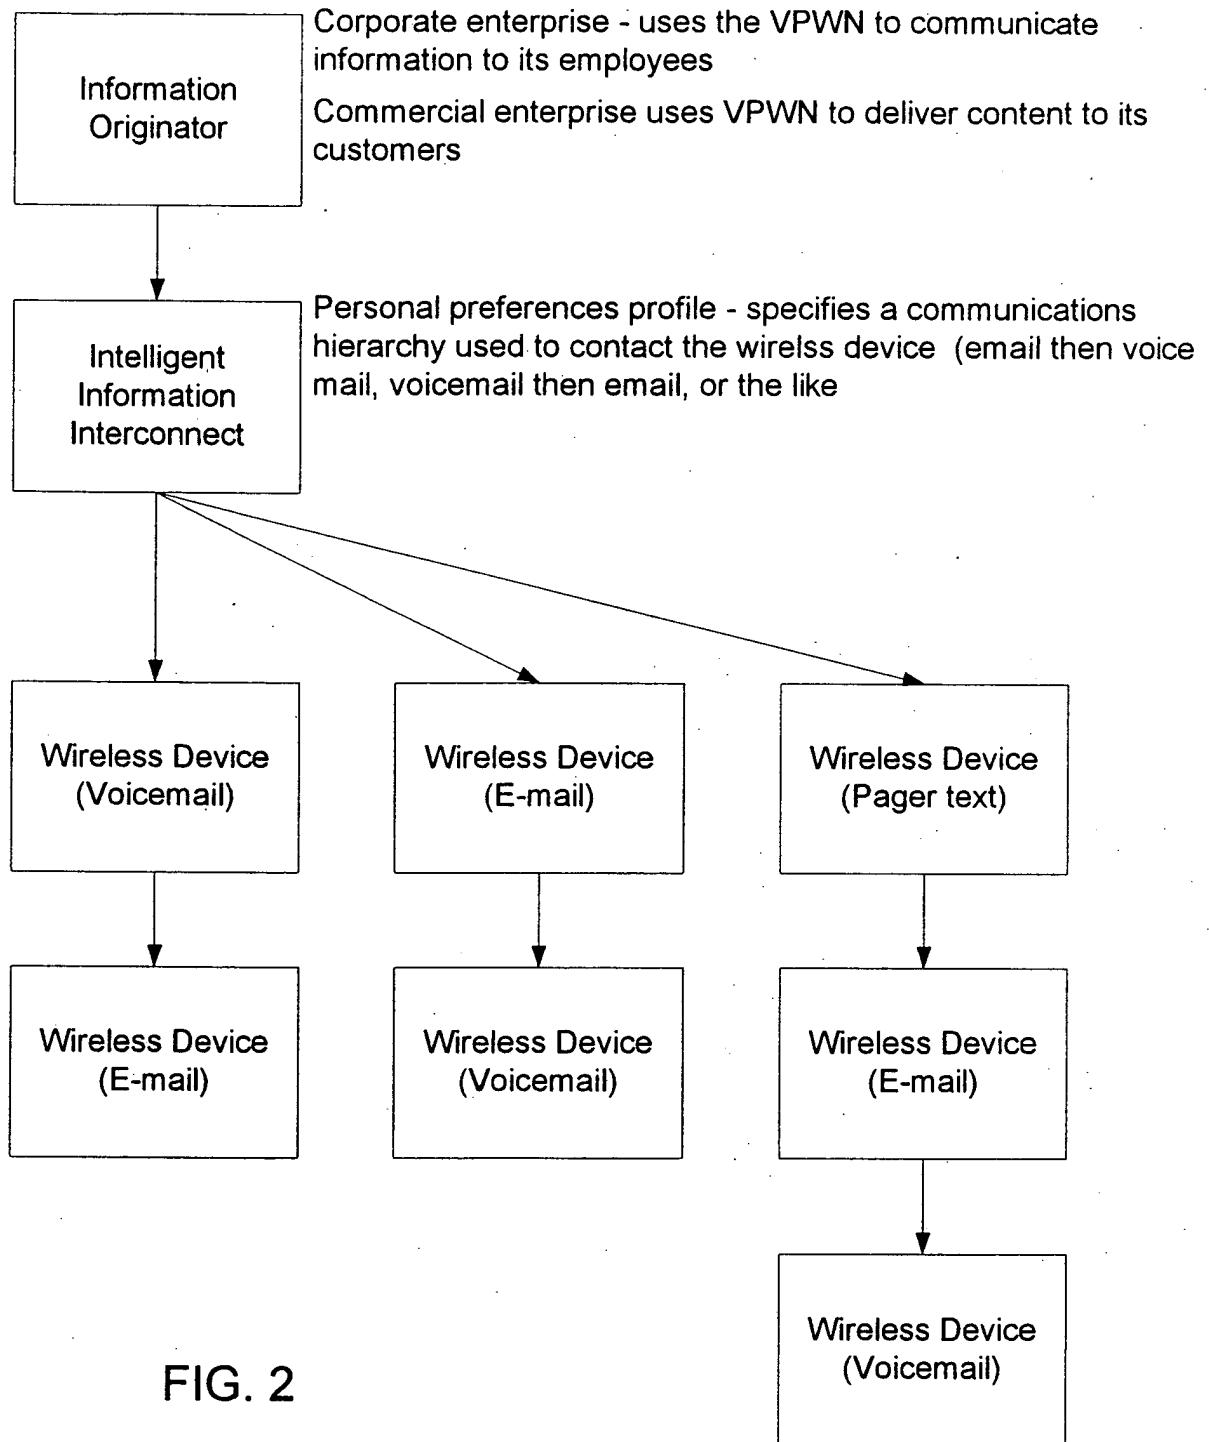 Information
Originator
Corporate enterprise - uses the VPWN to communicate
information to its employees
Commercial enterprise uses VPWN to deliver content to its
customers
Intelligent
Information
Interconnect
Personal preferences profile - specifies a communications
hierarchy used to contact the wirelss device (email then voice
mail, voicemail then email, or the like
Wireless Device
(Voicemail)
Wireless Device
(E-mail)
Wireless Device
(Pager text)
Wireless Device
(E-mail)
Wireless Device
(Voicemail)
Wireless Device
(E-mail)
Wireless Device
(Voicemail)
FIG. 2